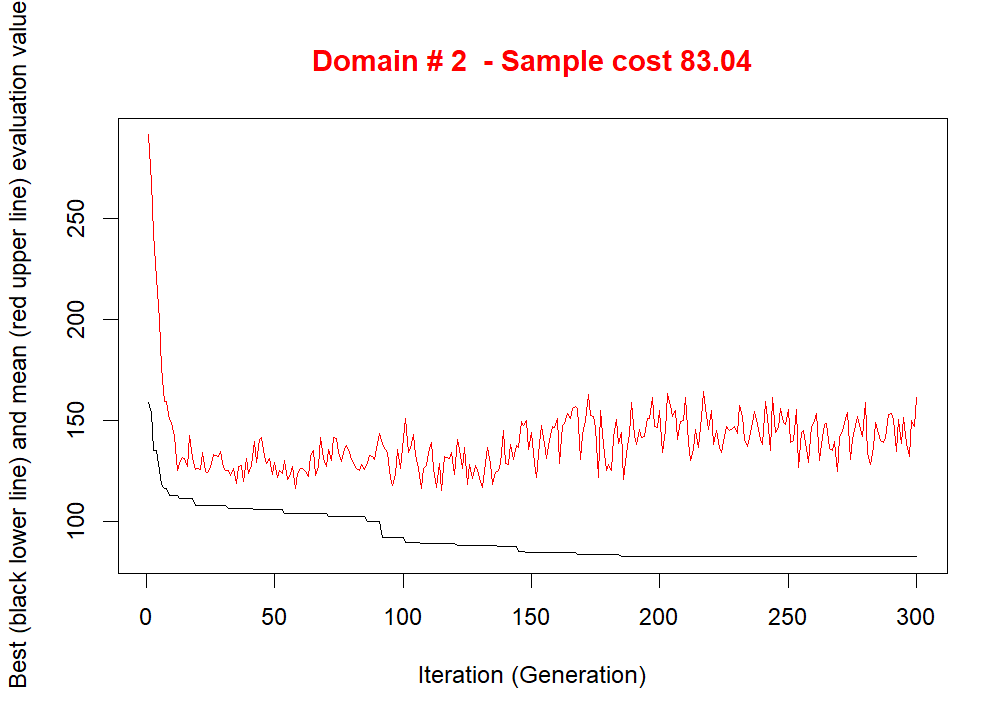 Domain # 2  - Sample cost 83.04
Best (black lower line) and mean (red upper line) evaluation value
250
200
150
100
0 50 100 150 200 250 300
Iteration (Generation)